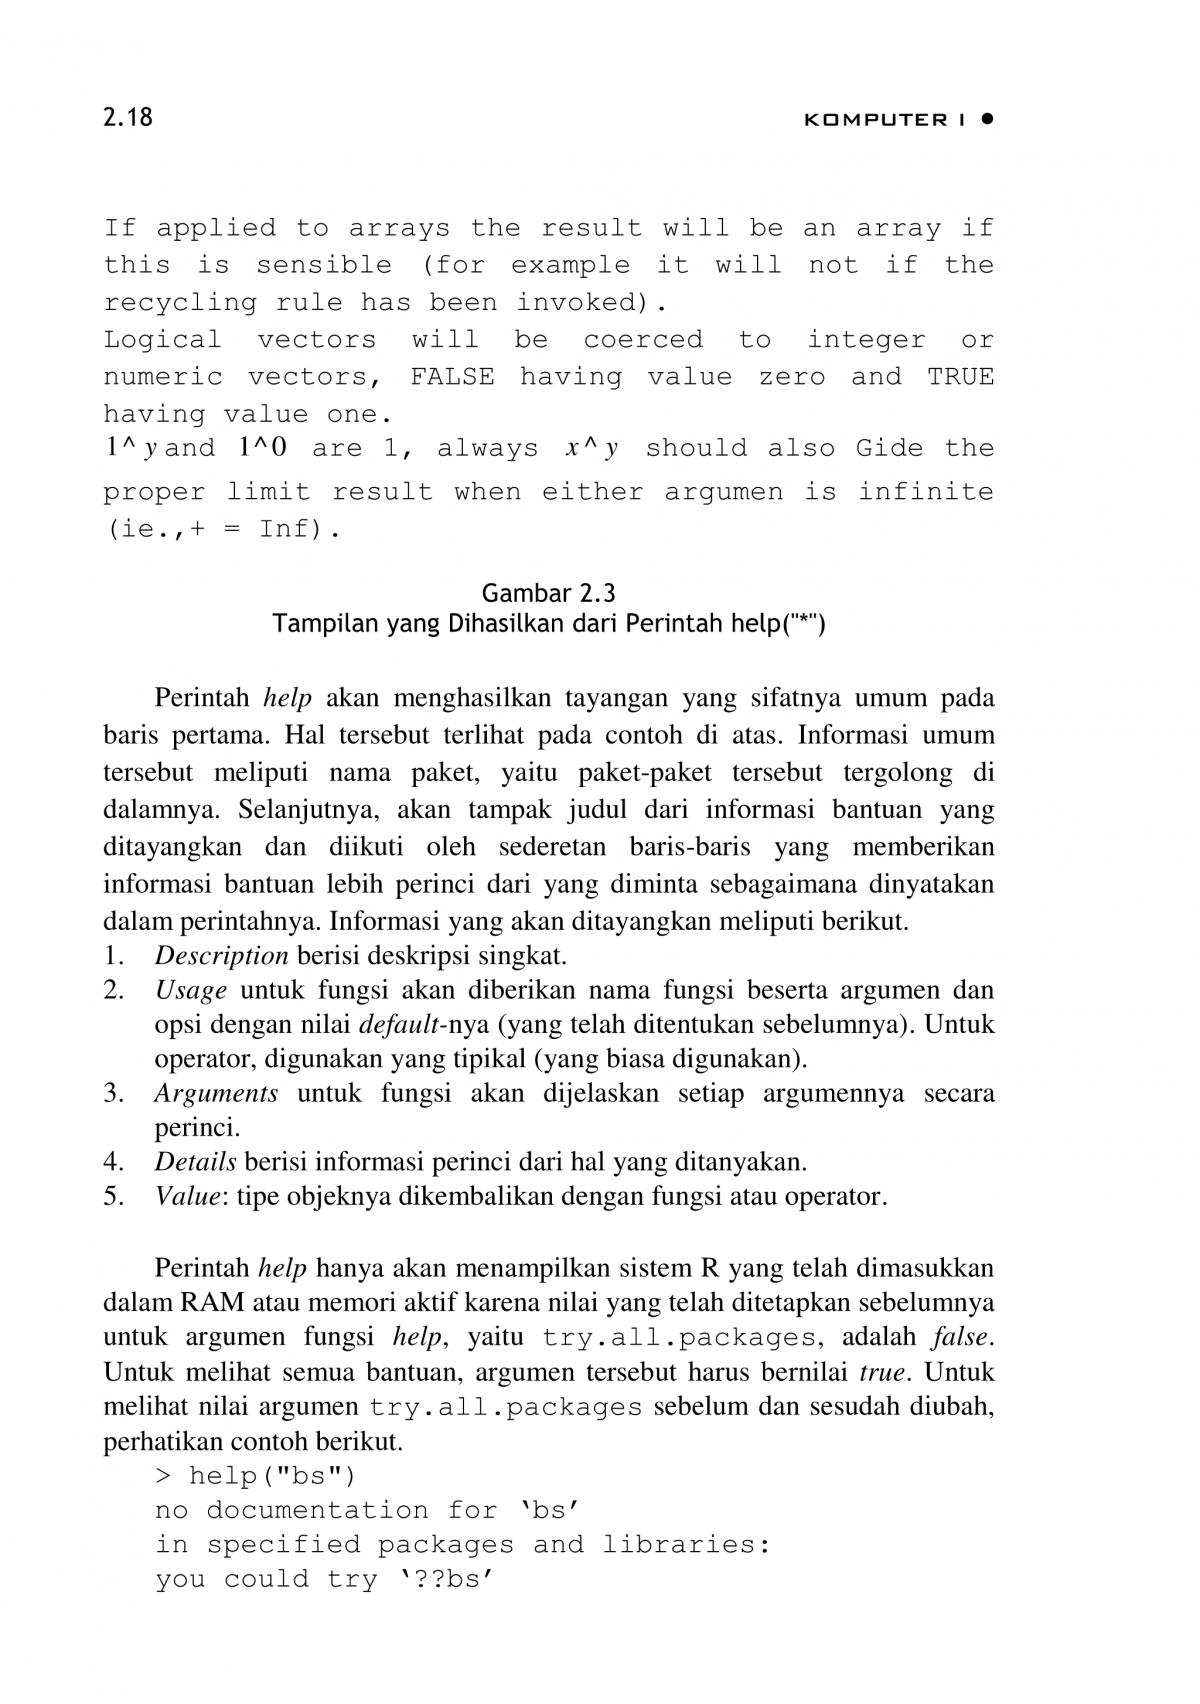 2.18 KOMPUTER I ●
If applied to arrays the result will be an array if
this is sensible (for example it will not if the
recycling rule has been invoked).
Logical vectors will be coerced to integer or
numeric vectors, FALSE having value zero and TRUE
having value one.
1^ y and 1^0 are 1, always x^ y should also Gide the
proper limit result when either argumen is infinite
(ie.,+ = Inf).
Gambar 2.3
Tampilan yang Dihasilkan dari Perintah help("*")
Perintah help akan menghasilkan tayangan yang sifatnya umum pada
baris pertama. Hal tersebut terlihat pada contoh di atas. Informasi umum
tersebut meliputi nama paket, yaitu paket-paket tersebut tergolong di
dalamnya. Selanjutnya, akan tampak judul dari informasi bantuan yang
ditayangkan dan diikuti oleh sederetan baris-baris yang memberikan
informasi bantuan lebih perinci dari yang diminta sebagaimana dinyatakan
dalam perintahnya. Informasi yang akan ditayangkan meliputi berikut.
1. Description berisi deskripsi singkat.
2. Usage untuk fungsi akan diberikan nama fungsi beserta argumen dan
opsi dengan nilai default-nya (yang telah ditentukan sebelumnya). Untuk
operator, digunakan yang tipikal (yang biasa digunakan).
3. Arguments untuk fungsi akan dijelaskan setiap argumennya secara
perinci.
4. Details berisi informasi perinci dari hal yang ditanyakan.
5. Value: tipe objeknya dikembalikan dengan fungsi atau operator.
Perintah help hanya akan menampilkan sistem R yang telah dimasukkan
dalam RAM atau memori aktif karena nilai yang telah ditetapkan sebelumnya
untuk argumen fungsi help, yaitu try.all.packages, adalah false.
Untuk melihat semua bantuan, argumen tersebut harus bernilai true. Untuk
melihat nilai argumen try.all.packages sebelum dan sesudah diubah,
perhatikan contoh berikut.
> help("bs")
no documentation for ‘bs’
in specified packages and libraries:
you could try ‘??bs’